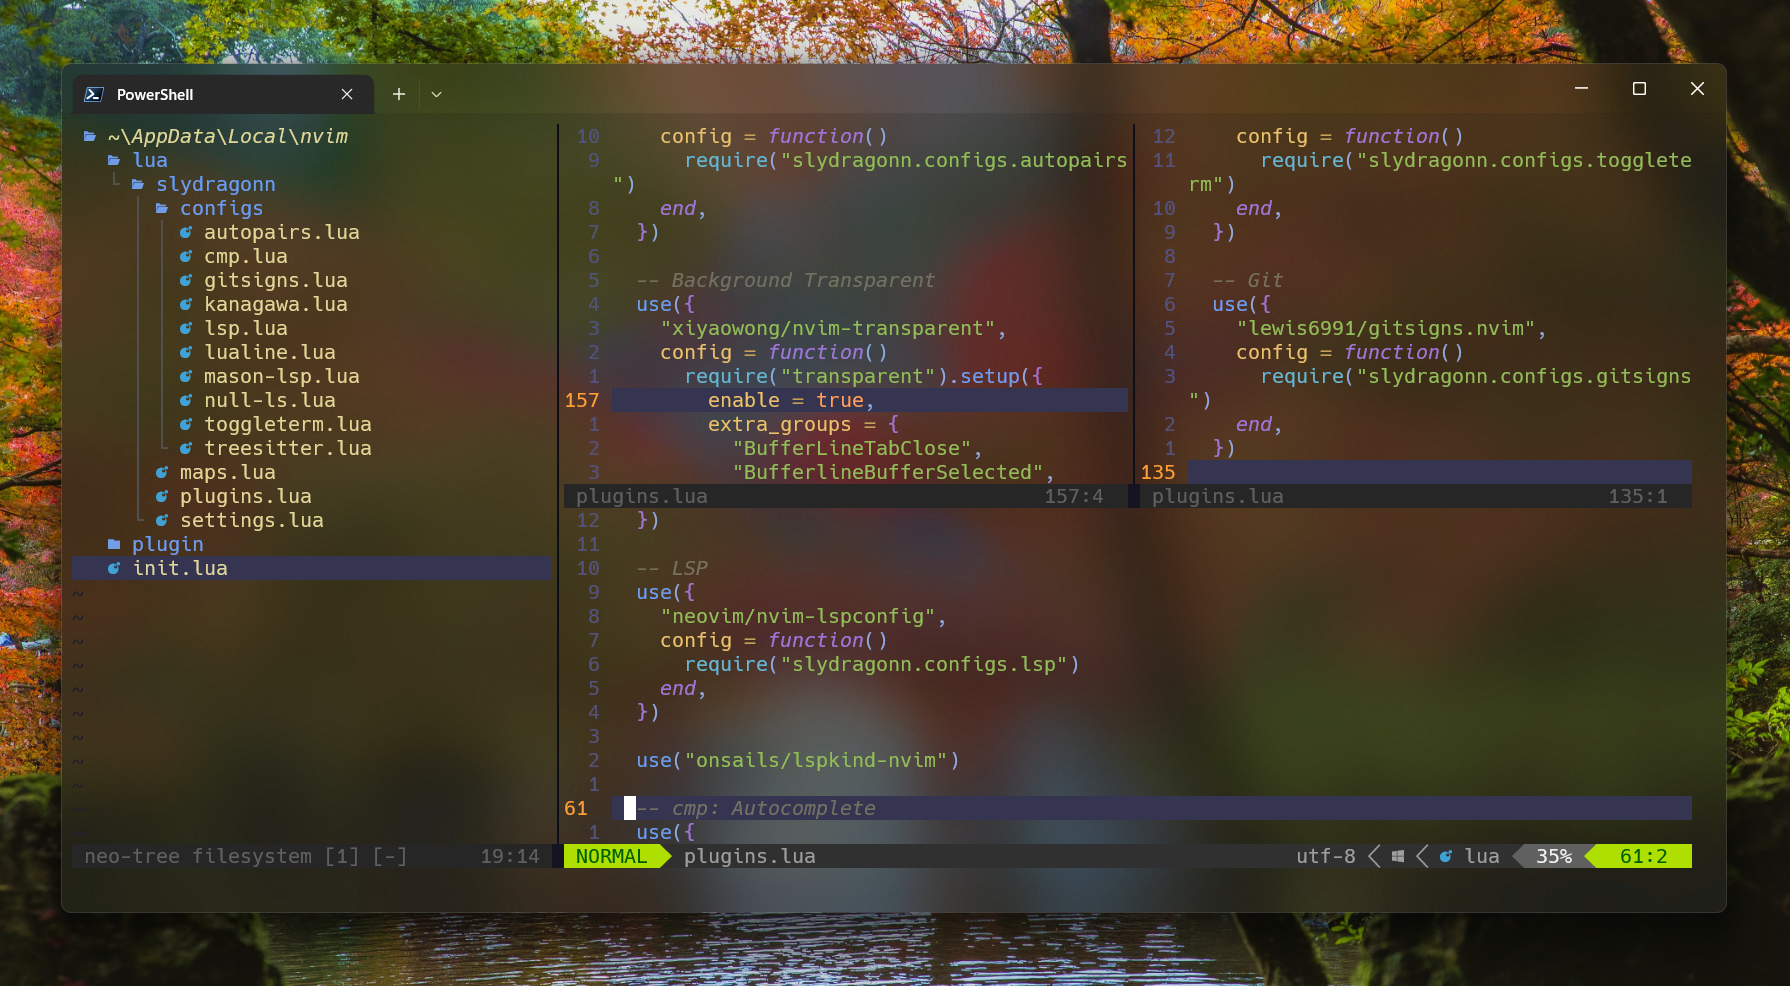 PowerShell
~\AppData\Local\nvim
lua
slydragonn
configs
autopairs.lua
cmp.lua
gitsigns.lua
kanagawa.lua
lsp.lua
lualine.lua
mason-lsp.lua
null-ls.lua
toggleterm.lua
treesitter.lua
maps.lua
plugins.lua
settings.lua
plugin
init.lua
~
~
~
~
~
~
~
~
~
~
neo-tree filesystem [1] [-] 19:14
10 config = function()
9 require("slydragonn.configs.autopairs
")
8 end,
7 })
6
5 -- Background Transparent
4 use({
3 "xiyaowong/nvim-transparent",
2 config = function()
1 require("transparent").setup({
157 enable = true,
1 extra_groups = {
2 "BufferLineTabClose",
3 "BufferlineBufferSelected",
plugins.lua 157:4
12 config = function()
11 require("slydragonn.configs.togglete
rm")
10 end,
9 })
8
7 -- Git
6 use({
5 "lewis6991/gitsigns.nvim",
4 config = function()
3 require("slydragonn.configs.gitsigns
")
2 end,
1 })
135
plugins.lua 135:1
12 })
11
10 -- LSP
9 use({
8 "neovim/nvim-lspconfig",
7 config = function()
6 require("slydragonn.configs.lsp")
5 end,
4 })
3
2 use("onsails/lspkind-nvim")
1
61 -- cmp: Autocomplete
1 use({
NORMAL plugins.lua utf-8 lua 35% 61:2